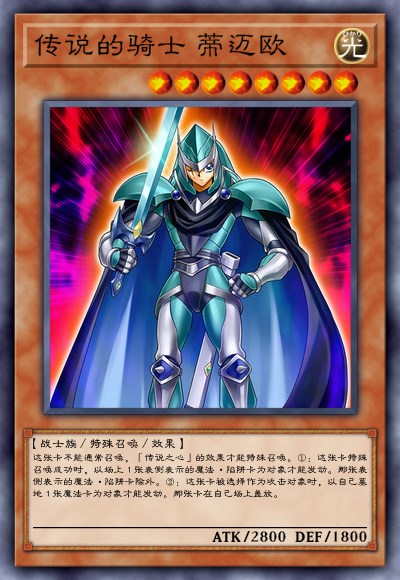 传说的骑士 蒂迈欧
光
【战士族/特殊召唤/效果】
这张卡不能通常召唤，「传说之心」的效果才能特殊召唤。①：这张卡特殊
召唤成功时，以场上1张表侧表示的魔法·陷阱卡为对象才能发动。那张表
侧表示的魔法·陷阱卡除外。②：这张卡被选择作为攻击对象时，以自己墓
地1张魔法卡为对象才能发动。那张卡在自己场上盖放。
ATK/2800 DEF/1800